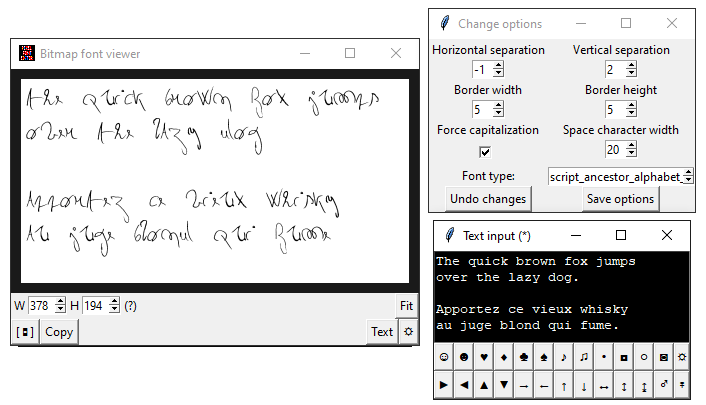 Bitmap font viewer
the quick brown fox jumps
over the lazy dog
Apportez ce vieux whisky
Au juge blond qui fume
W 378 H 194 (?) Fit
[◘] Copy Text ☼
Change options
Horizontal separation Vertical separation
-1 2
Border width Border height
5 5
Force capitalization Space character width
20
Font type: script_ancestor_alphabet_
Undo changes Save options
Text input (*)
The quick brown fox jumps
over the lazy dog.
Apportez ce vieux whisky
au juge blond qui fume.
☺ ☻ ♥ ♦ ♣ ♠ ♪ ♫ • ◘ ○ ◙ ☼
► ◄ ▲ ▼ → ← ↑ ↓ ↔ ↕ ↨ ♂ ♀